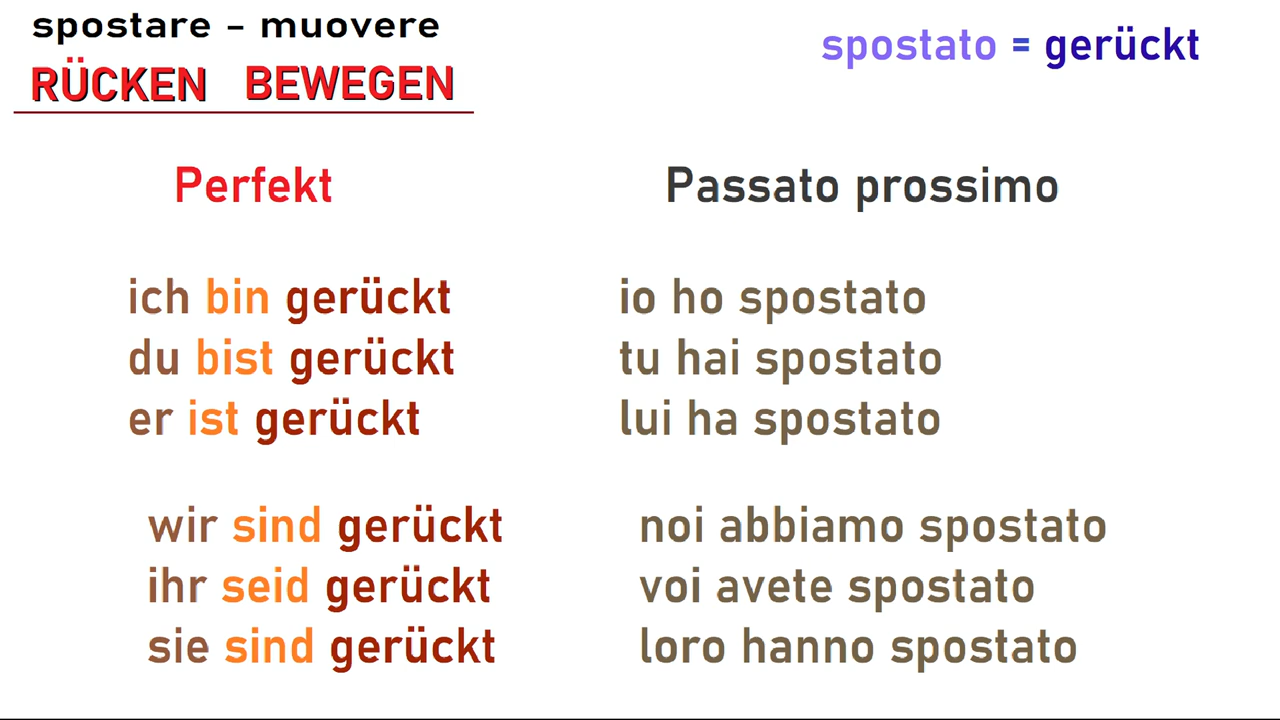 spostare - muovere
RÜCKEN BEWEGEN
spostato = gerückt
Perfekt
ich bin gerückt
du bist gerückt
er ist gerückt
wir sind gerückt
ihr seid gerückt
sie sind gerückt
Passato prossimo
io ho spostato
tu hai spostato
lui ha spostato
noi abbiamo spostato
voi avete spostato
loro hanno spostato